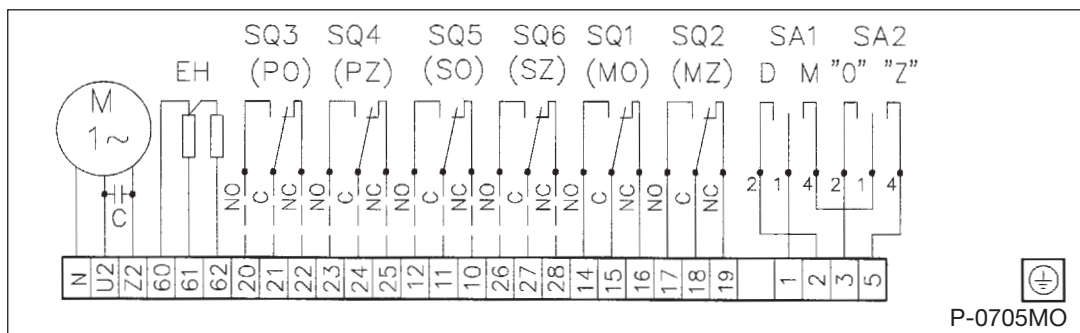 SQ3 SQ4 SQ5 SQ6 SQ1 SQ2 SA1 SA2
EH (PO) (PZ) (SO) (SZ) (MO) (MZ) D M "O" "Z"
M
1~
C
NO C NC NO C NC NO C NC NO C NC NO C NC NO C NC 2 1 4 2 1 4
N U2 Z2 60 61 62 20 21 22 23 24 25 12 11 10 26 27 28 14 15 16 17 18 19 1 2 3 5
P-0705MO